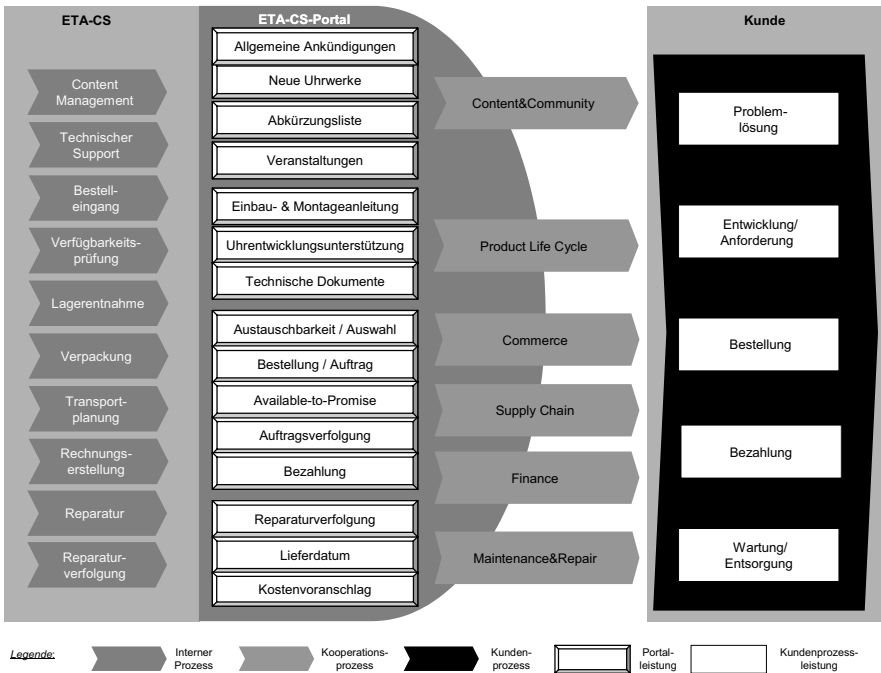 ETA-CS
ETA-CS-Portal
Kunde
Content
Management
Technischer
Support
Bestell-
eingang
Verfügbarkeits-
prüfung
Lagerentnahme
Verpackung
Transport-
planung
Rechnungs-
erstellung
Reparatur
Reparatur-
verfolgung
Allgemeine Ankündigungen
Neue Uhrwerke
Abkürzungsliste
Veranstaltungen
Einbau- & Montageanleitung
Uhrentwicklungsunterstützung
Technische Dokumente
Austauschbarkeit / Auswahl
Bestellung / Auftrag
Available-to-Promise
Auftragsverfolgung
Bezahlung
Reparaturverfolgung
Lieferdatum
Kostenvoranschlag
Content&Community
Product Life Cycle
Commerce
Supply Chain
Finance
Maintenance&Repair
Problem-
lösung
Entwicklung/
Anforderung
Bestellung
Bezahlung
Wartung/
Entsorgung
Legende:
Interner
Prozess
Kooperations-
prozess
Kunden-
prozess
Portal-
leistung
Kundenprozess-
leistung